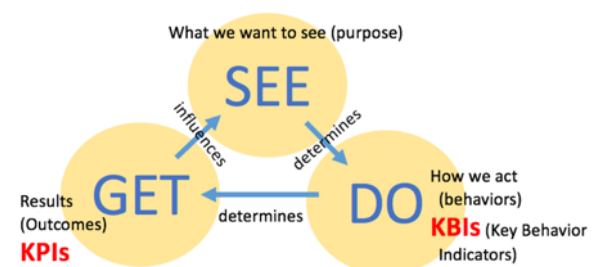 What we want to see (purpose)
SEE
influences
determines
GET
determines
DO
Results
(Outcomes)
KPIs
How we act
(behaviors)
KBIs (Key Behavior
Indicators)